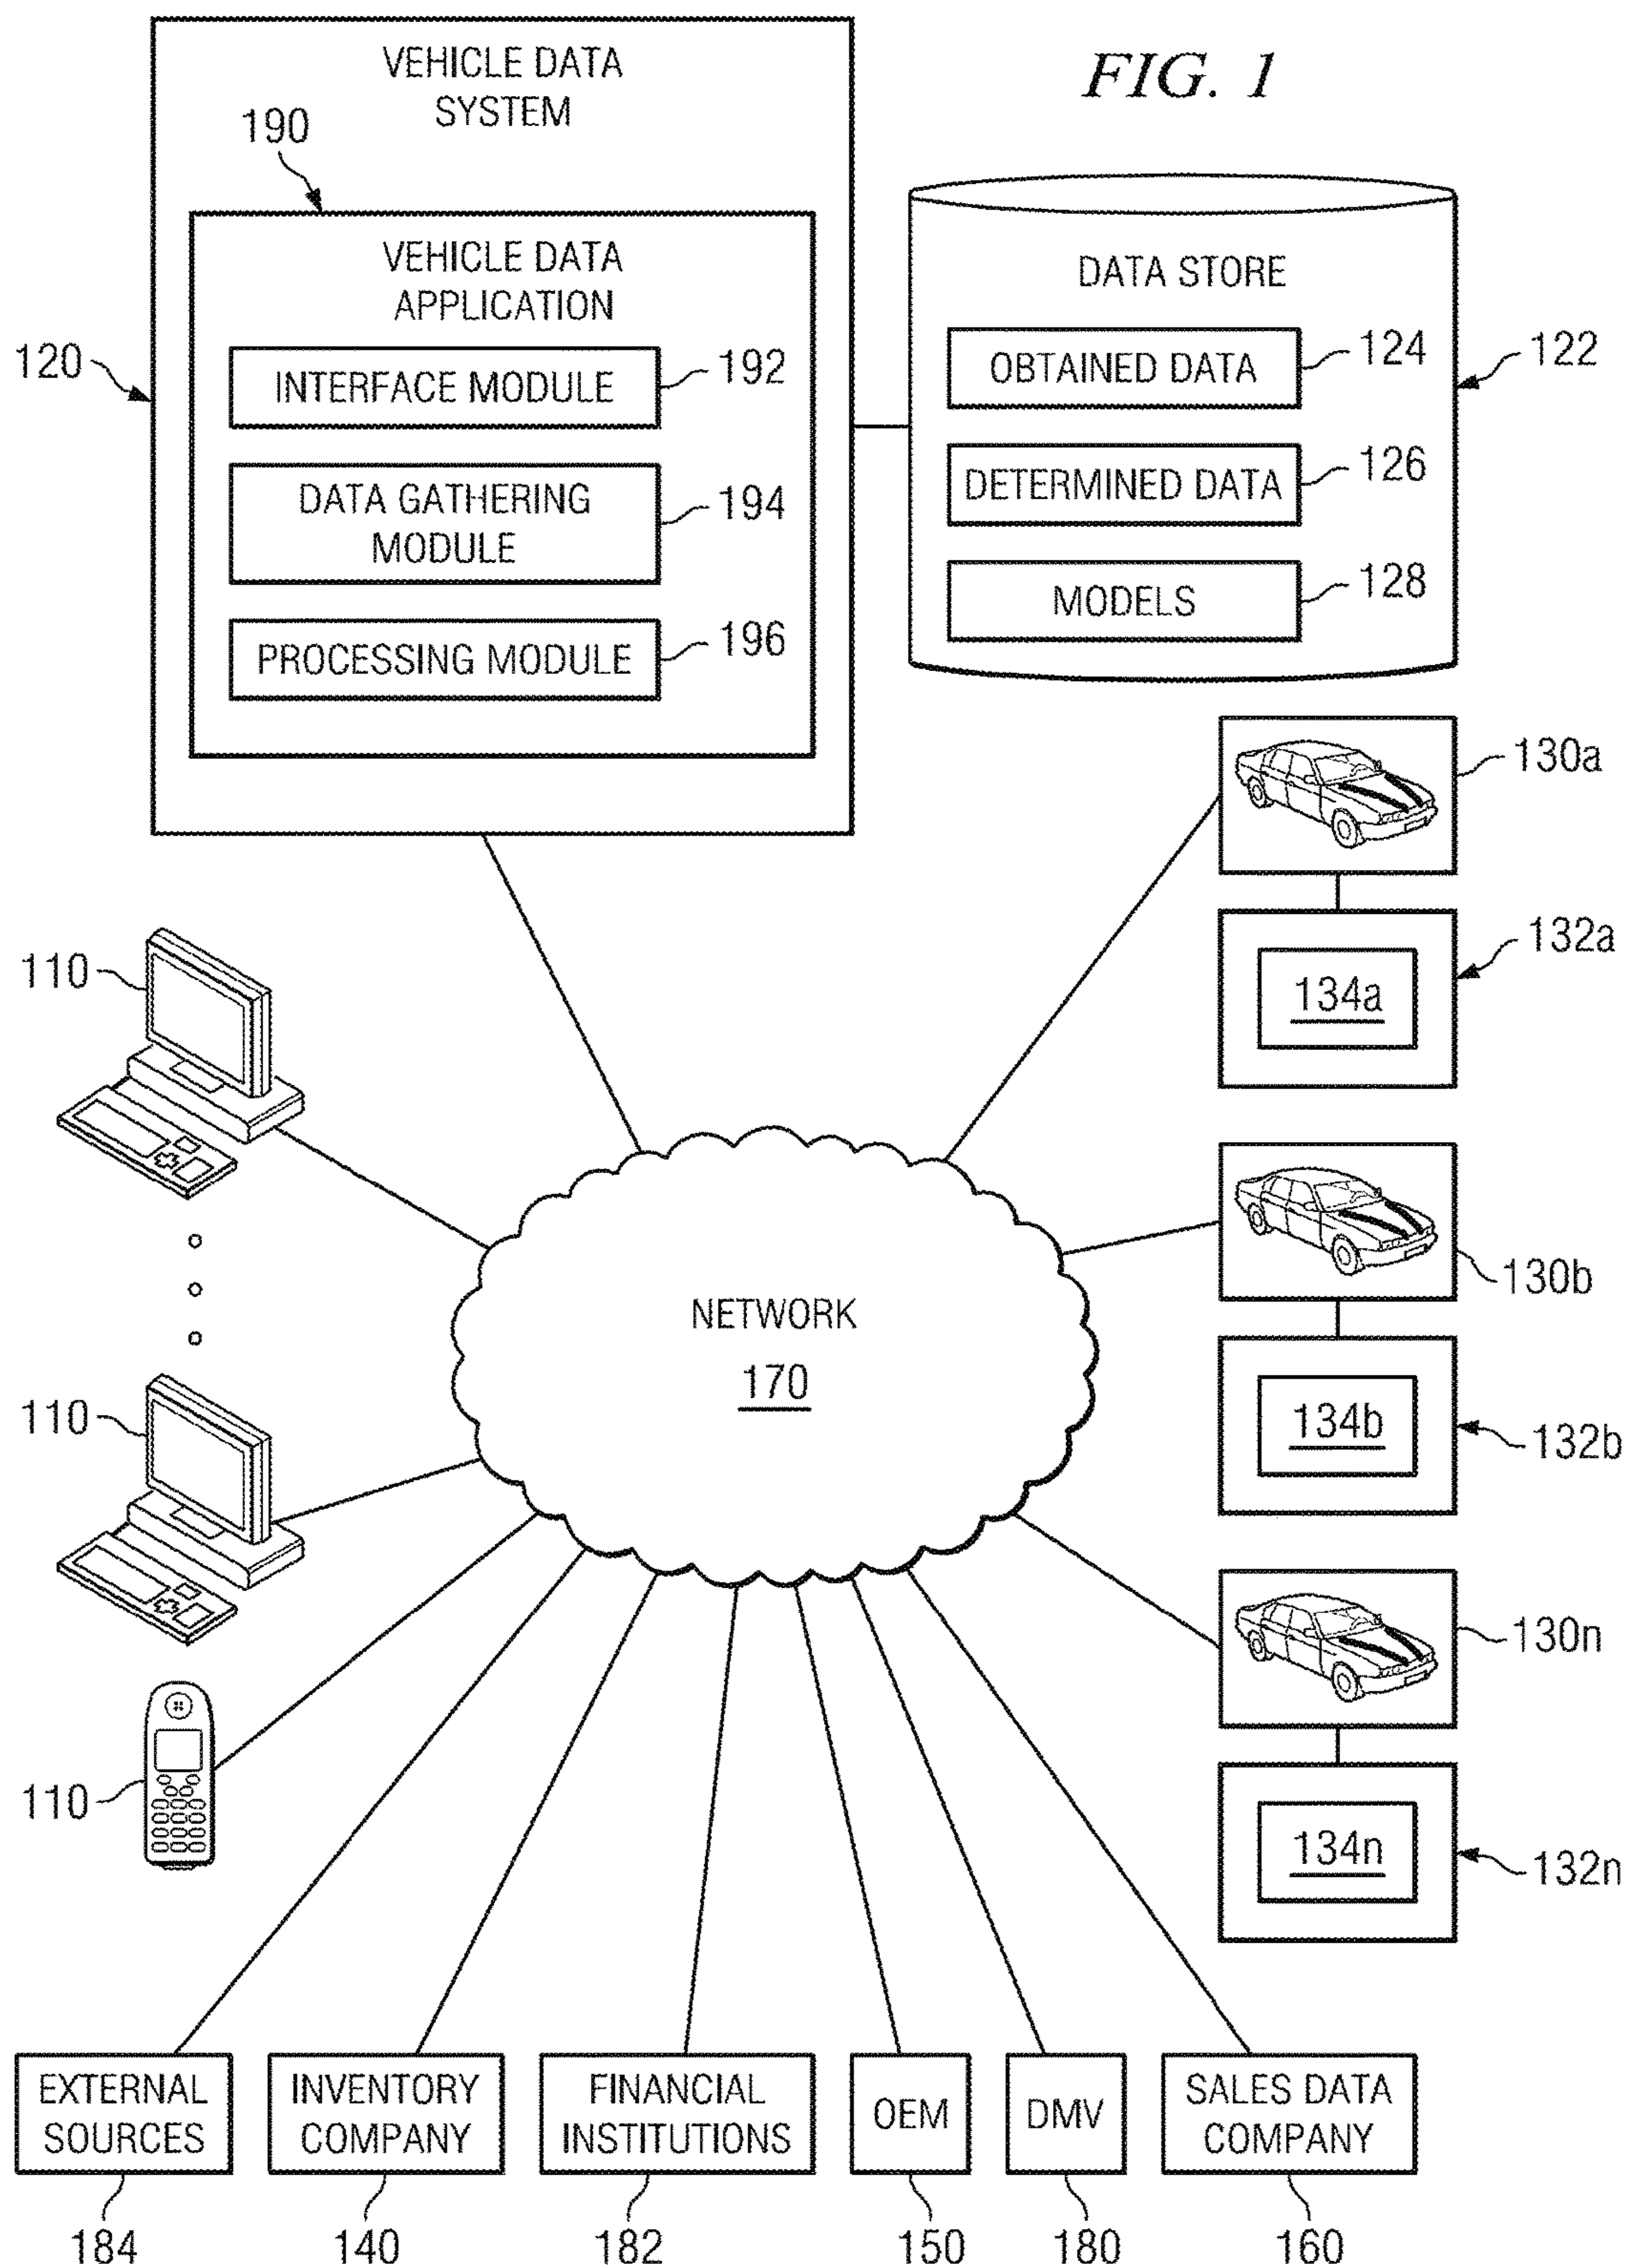 FIG. 1
VEHICLE DATA
SYSTEM
190
VEHICLE DATA
APPLICATION
120
INTERFACE MODULE
192
DATA GATHERING
MODULE
194
PROCESSING MODULE
196
DATA STORE
122
OBTAINED DATA
124
DETERMINED DATA
126
MODELS
128
130a
132a
134a
110
130b
NETWORK
170
110
134b
132b
130n
110
134n
132n
EXTERNAL
SOURCES
INVENTORY
COMPANY
FINANCIAL
INSTITUTIONS
OEM
DMV
SALES DATA
COMPANY
184
140
182
150
180
160